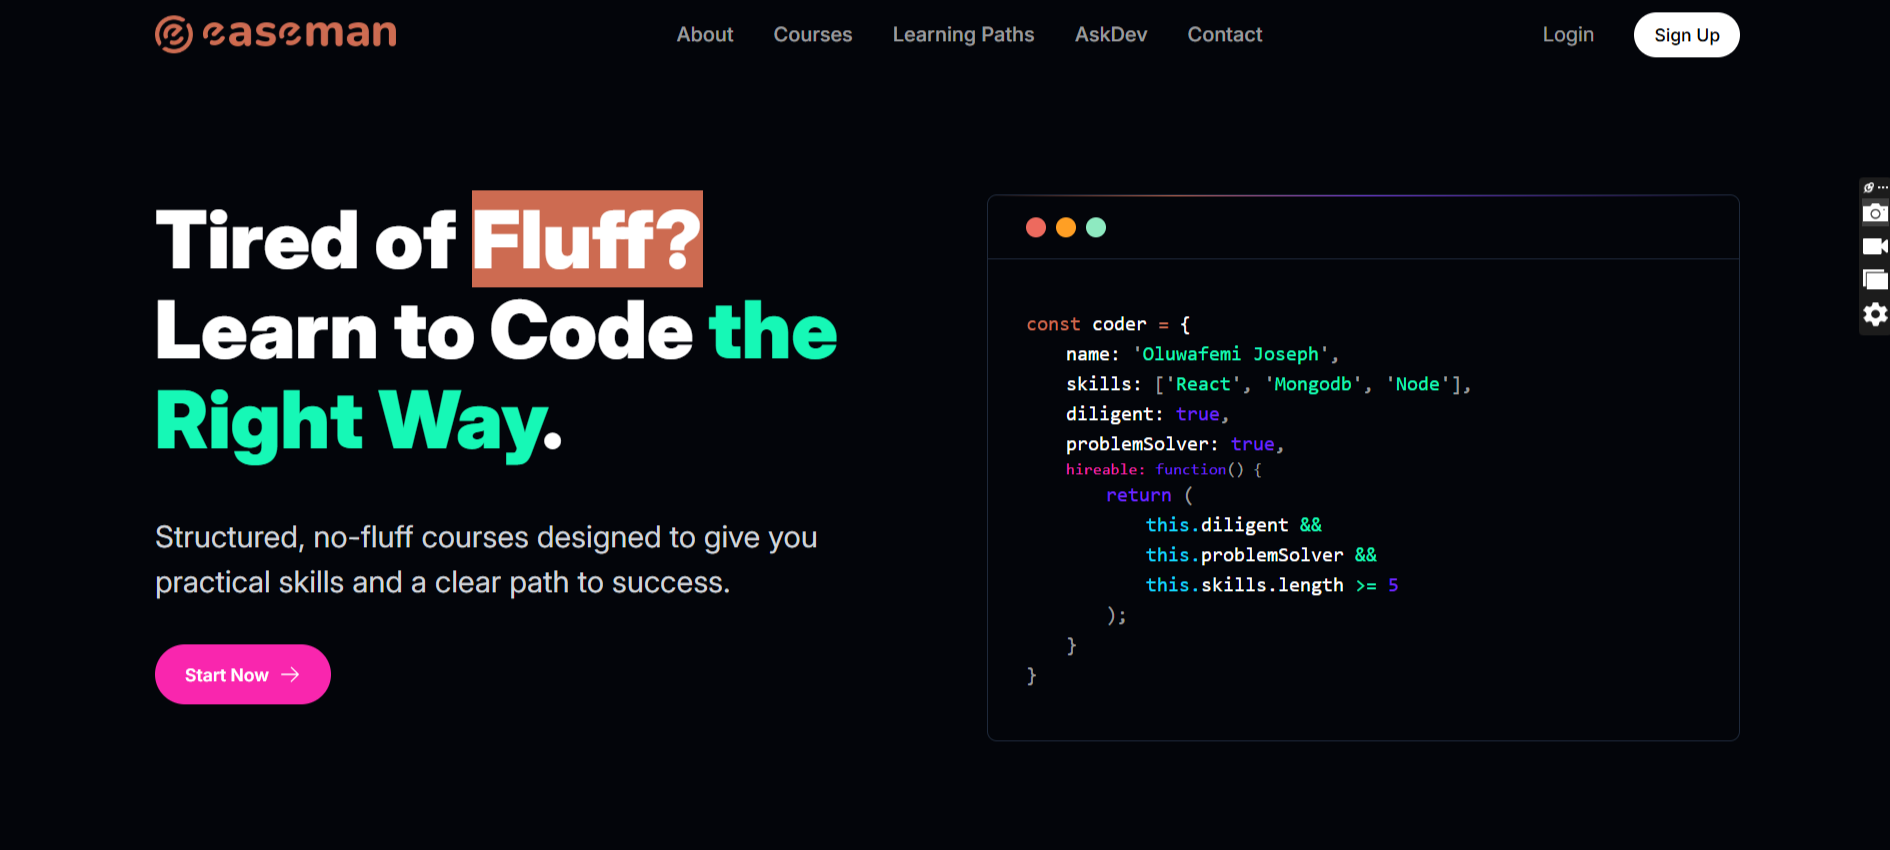 easeman
About Courses Learning Paths AskDev Contact
Login Sign Up
Tired of Fluff?
Learn to Code the
Right Way.
Structured, no-fluff courses designed to give you
practical skills and a clear path to success.
Start Now
const coder = {
name: 'Oluwafemi Joseph',
skills: ['React', 'Mongodb', 'Node'],
diligent: true,
problemSolver: true,
hireable: function() {
return (
this.diligent &&
this.problemSolver &&
this.skills.length >= 5
);
}
}